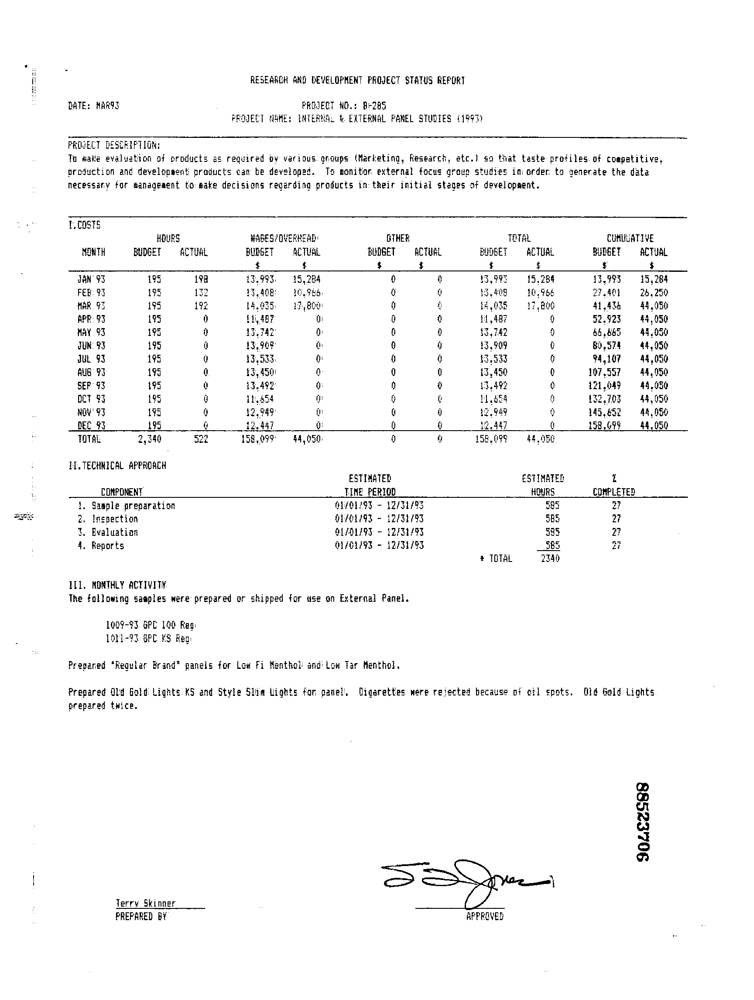 RESEARCH AND DEVELOPMENT PROJECT STATUS REPORT
DATE: MAR93 PROJECT NO.: B-285
PROJECT NAME: INTERNAL & EXTERNAL PANEL STUDIES (1993)
PROJECT DESCRIPTION:
To make evaluation of products as required by various groups (Marketing, Research, etc.) so that taste profiles of competitive,
production and development products can be developed. To monitor external focus group studies in order to generate the data
necessary for management to make decisions regarding products in their initial stages of development.
I.COSTS
HOURS WAGES/OVERHEAD OTHER TOTAL CUMULATIVE
MONTH BUDGET ACTUAL BUDGET ACTUAL BUDGET ACTUAL BUDGET ACTUAL BUDGET ACTUAL
$ $ $ $ $ $ $ $
JAN 93 195 198 13,993 15,284 0 0 13,993 15,284 13,993 15,284
FEB 93 195 132 13,408 10,966 0 0 13,408 10,966 27,401 26,250
MAR 93 195 192 14,035 17,800 0 0 14,035 17,800 41,436 44,050
APR 93 195 0 11,487 0 0 0 11,487 0 52,923 44,050
MAY 93 195 0 13,742 0 0 0 13,742 0 66,665 44,050
JUN 93 195 0 13,909 0 0 0 13,909 0 80,574 44,050
JUL 93 195 0 13,533 0 0 0 13,533 0 94,107 44,050
AUG 93 195 0 13,450 0 0 0 13,450 0 107,557 44,050
SEP 93 195 0 13,492 0 0 0 13,492 0 121,049 44,050
OCT 93 195 0 11,654 0 0 0 11,654 0 132,703 44,050
NOV 93 195 0 12,949 0 0 0 12,949 0 145,652 44,050
DEC 93 195 0 12,447 0 0 0 12,447 0 158,099 44,050
TOTAL 2,340 522 158,099 44,050 0 0 158,099 44,050
II.TECHNICAL APPROACH
ESTIMATED ESTIMATED %
COMPONENT TIME PERIOD HOURS COMPLETED
1. Sample preparation 01/01/93 - 12/31/93 585 27
2. Inspection 01/01/93 - 12/31/93 585 27
3. Evaluation 01/01/93 - 12/31/93 585 27
4. Reports 01/01/93 - 12/31/93 585 27
* TOTAL 2340
III. MONTHLY ACTIVITY
The following samples were prepared or shipped for use on External Panel.
1009-93 GPC 100 Reg
1011-93 GPC KS Reg
Prepared "Regular Brand" panels for Low Fi Menthol and Low Tar Menthol.
Prepared Old Gold Lights KS and Style Slim Lights for panel. Cigarettes were rejected because of oil spots. Old Gold Lights
prepared twice.
88523706
Terry Skinner
PREPARED BY APPROVED